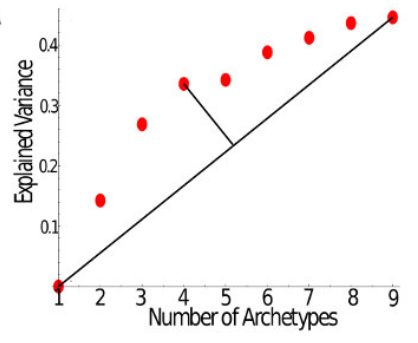 0.4
0.3
0.2
0.1
Explained Variance
1 2 3 4 5 6 7 8 9
Number of Archetypes